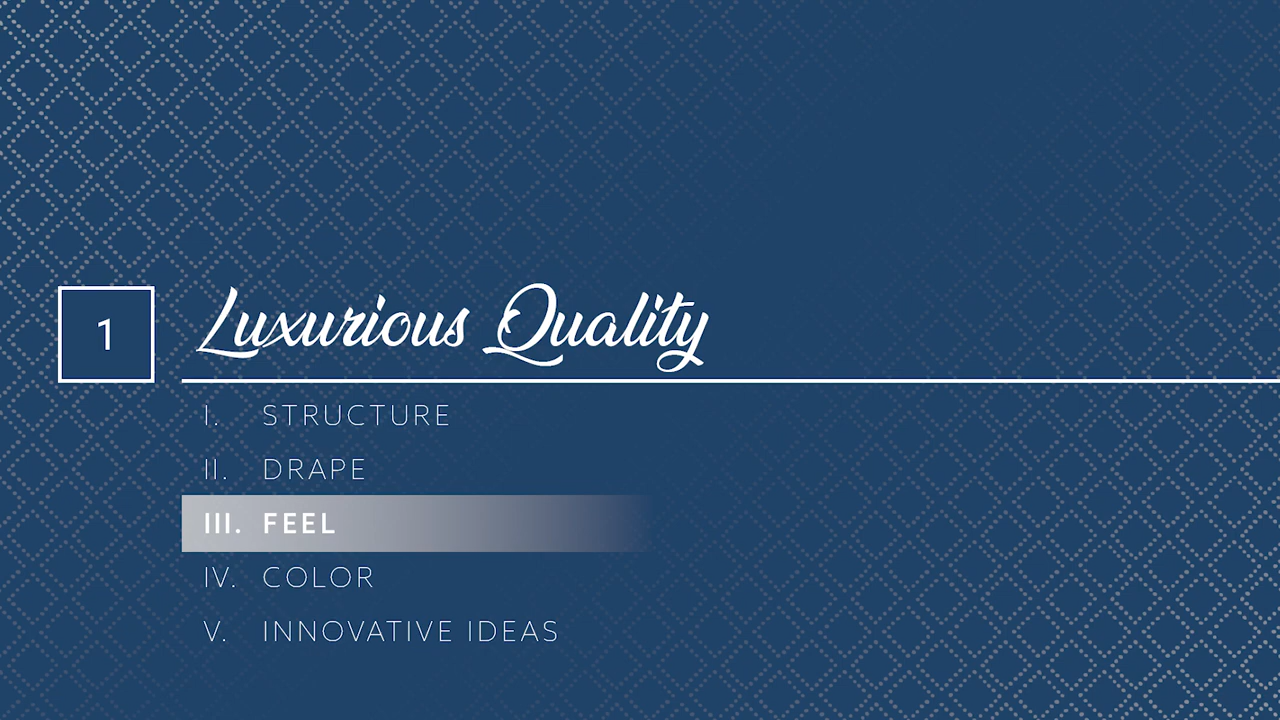 1
Luxurious Quality
I. STRUCTURE
II. DRAPE
III. FEEL
IV. COLOR
V. INNOVATIVE IDEAS